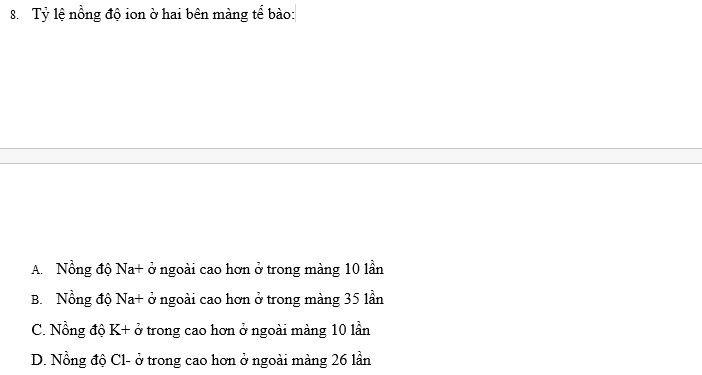 8. Tỷ lệ nồng độ ion ở hai bên màng tế bào:
A. Nồng độ Na+ ở ngoài cao hơn ở trong màng 10 lần
B. Nồng độ Na+ ở ngoài cao hơn ở trong màng 35 lần
C. Nồng độ K+ ở trong cao hơn ở ngoài màng 10 lần
D. Nồng độ Cl- ở trong cao hơn ở ngoài màng 26 lần